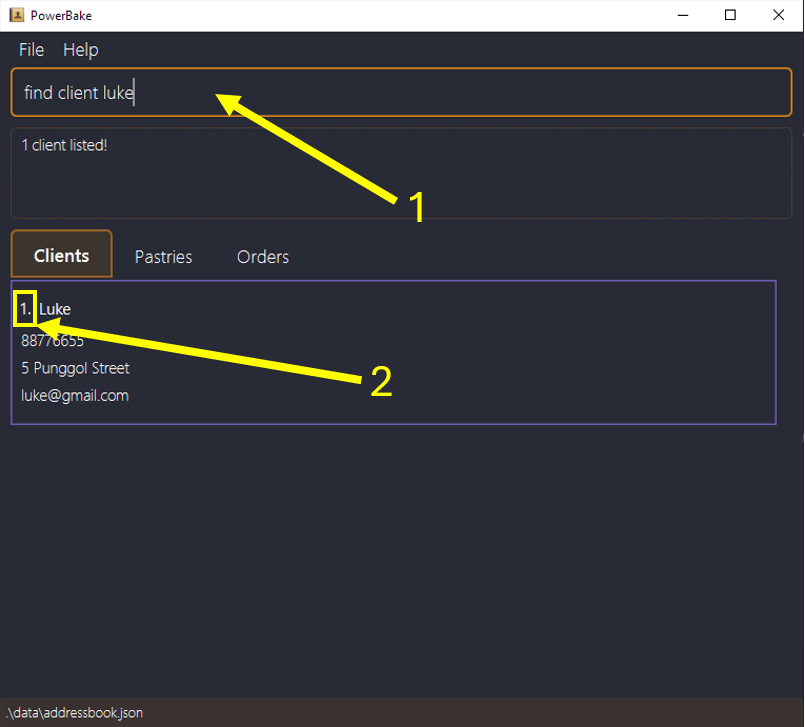 PowerBake
File Help
find client luke
1 client listed!
1
Clients Pastries Orders
1. Luke
88776655
5 Punggol Street
2
luke@gmail.com
.\data\addressbook.json